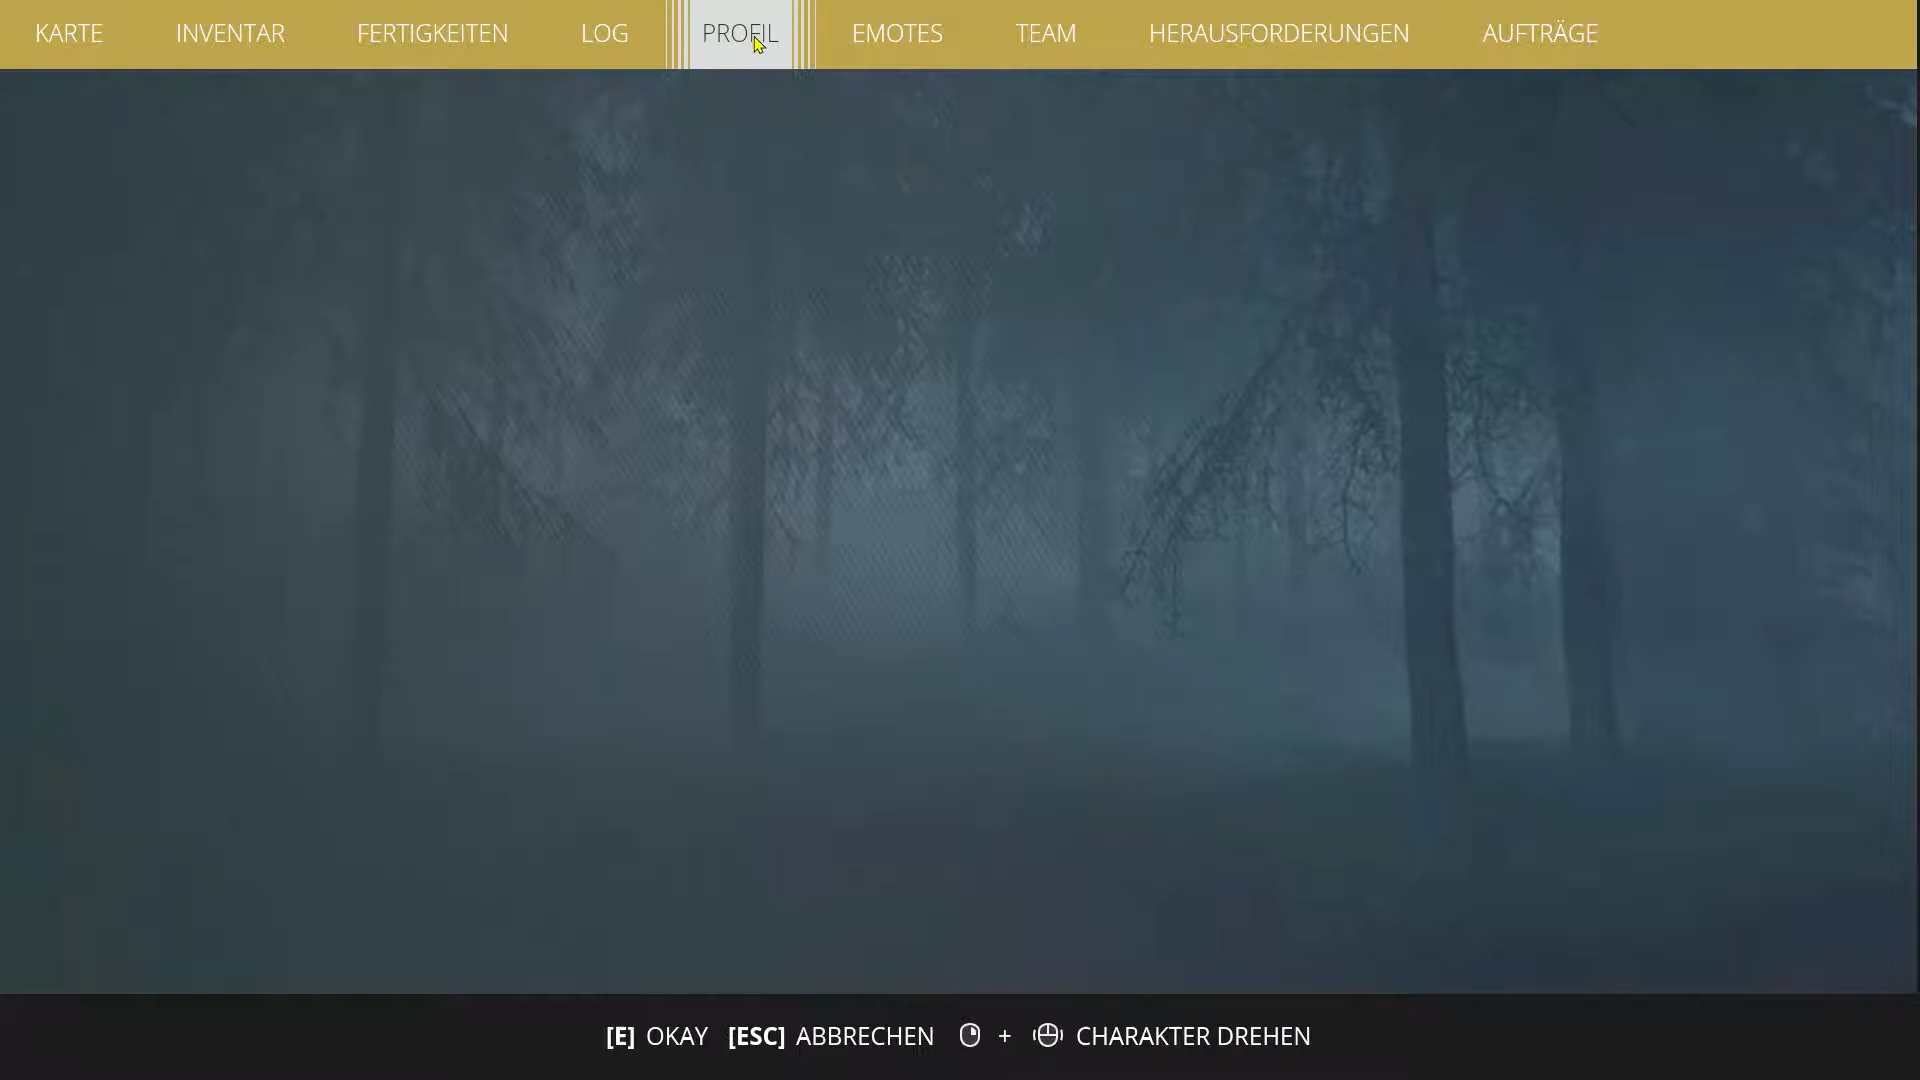 KARTE INVENTAR FERTIGKEITEN LOG PROFIL EMOTES TEAM HERAUSFORDERUNGEN AUFTRÄGE
[E] OKAY [ESC] ABBRECHEN + CHARAKTER DREHEN